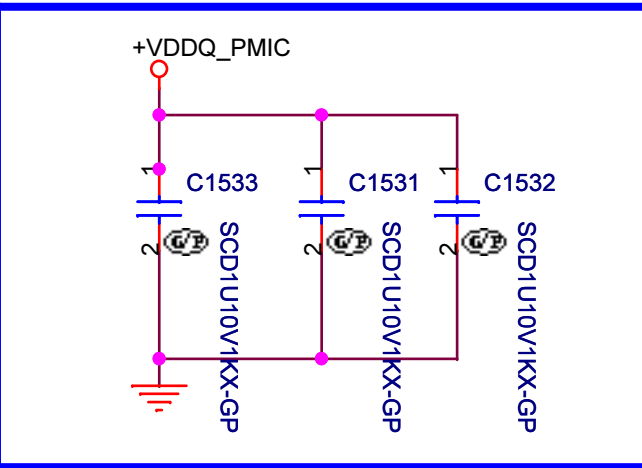 +VDDQ_PMIC
1
C1533
2
G/P
SCD1U10V1KX-GP
1
C1531
2
G/P
SCD1U10V1KX-GP
1
C1532
2
G/P
SCD1U10V1KX-GP